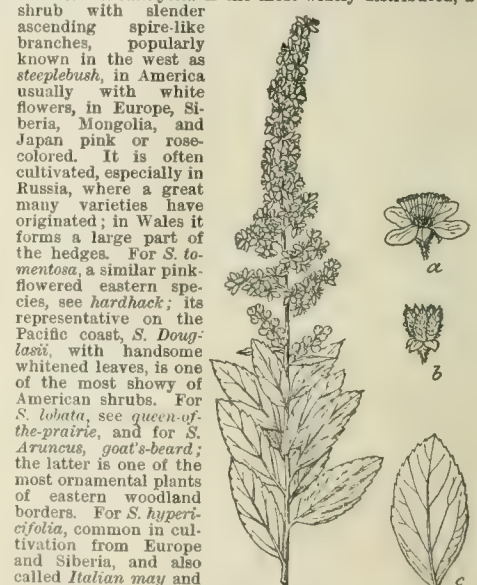 shrub with slender
ascending spire-like
branches, popularly
known in the west as
steeplebush, in America
usually with white
flowers, in Europe, Si-
beria, Mongolia, and
Japan pink or rose-
colored. It is often
cultivated, especially in
Russia, where a great
many varieties have
originated; in Wales it
forms a large part of
the hedges. For S. to-
mentosa, a similar pink-
flowered eastern spe-
cies, see hardhack; its
representative on the
Pacific coast, S. Doug-
lasii, with handsome
whitened leaves, is one
of the most showy of
American shrubs. For
S. lobata, see queen-of-
the-prairie, and for S.
Aruncus, goat's-beard;
the latter is one of the
most ornamental plants
of eastern woodland
borders. For S. hyperi-
cifolia, common in cul-
tivation from Europe
and Siberia, and also
called Italian may and
a
b
c